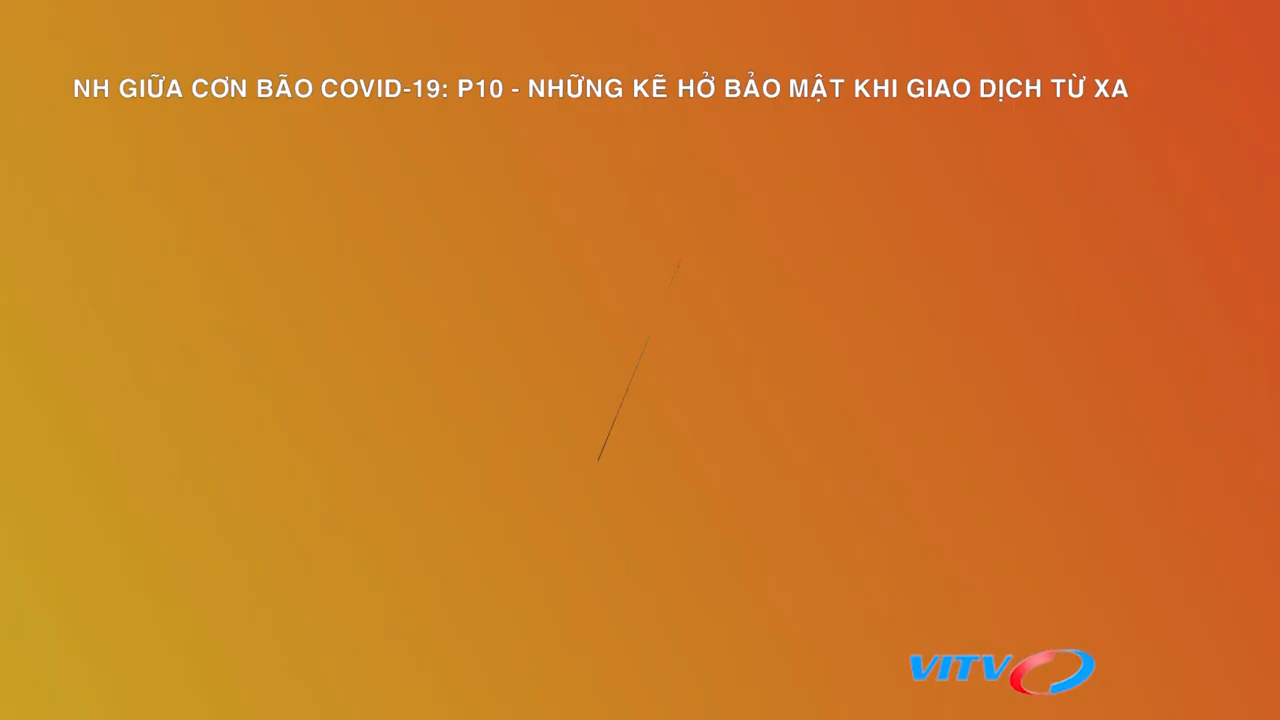 NH GIỮA CƠN BÃO COVID-19: P10 - NHỮNG KẼ HỞ BẢO MẬT KHI GIAO DỊCH TỪ XA
VITV